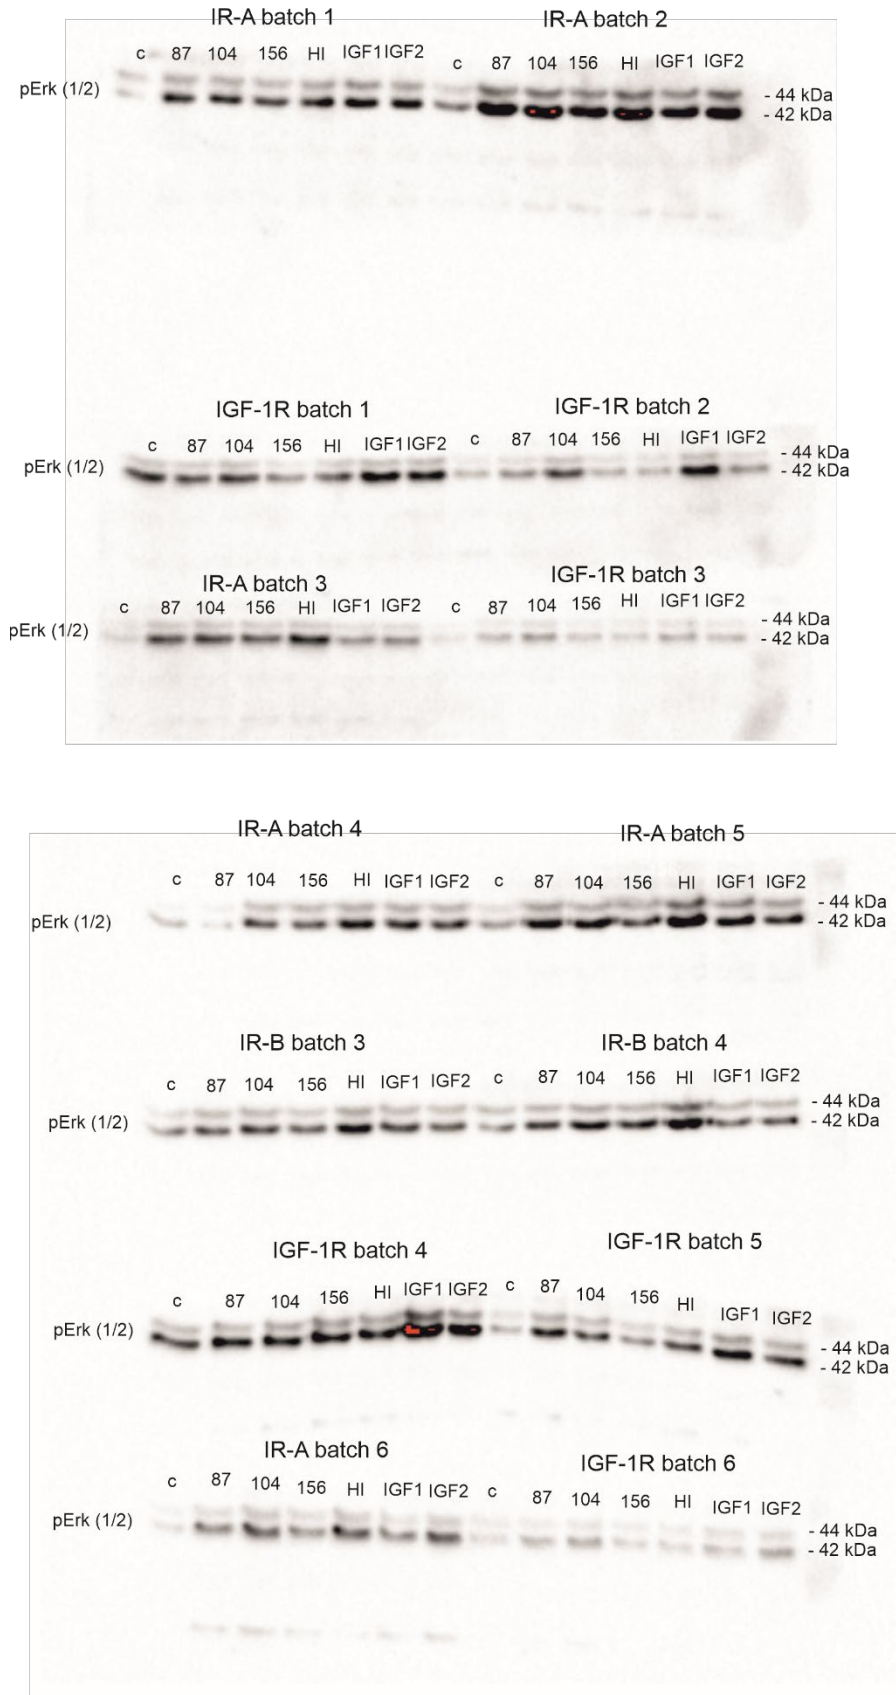 IR-A batch 1 IR-A batch 2
c 87 104 156 HI IGF1 IGF2 c 87 104 156 HI IGF1 IGF2
pErk (1/2) - 44 kDa
- 42 kDa
IGF-1R batch 1 IGF-1R batch 2
c 87 104 156 HI IGF1 IGF2 c 87 104 156 HI IGF1 IGF2
pErk (1/2) - 44 kDa
- 42 kDa
IR-A batch 3 IGF-1R batch 3
c 87 104 156 HI IGF1 IGF2 c 87 104 156 HI IGF1 IGF2
pErk (1/2) - 44 kDa
- 42 kDa
IR-A batch 4 IR-A batch 5
c 87 104 156 HI IGF1 IGF2 c 87 104 156 HI IGF1 IGF2
pErk (1/2) - 44 kDa
- 42 kDa
IR-B batch 3 IR-B batch 4
c 87 104 156 HI IGF1 IGF2 c 87 104 156 HI IGF1 IGF2
pErk (1/2) - 44 kDa
- 42 kDa
IGF-1R batch 4 IGF-1R batch 5
c 87 104 156 HI IGF1 IGF2 c 87 104 156 HI IGF1 IGF2
pErk (1/2) - 44 kDa
- 42 kDa
IR-A batch 6 IGF-1R batch 6
c 87 104 156 HI IGF1 IGF2 c 87 104 156 HI IGF1 IGF2
pErk (1/2) - 44 kDa
- 42 kDa